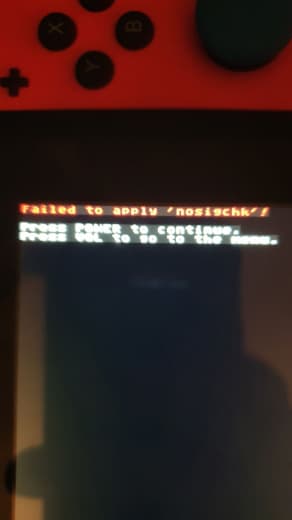 X
B
Y
Failed to apply 'nosigchk'!
Press POWER to continue.
Press VOL to go to the menu.